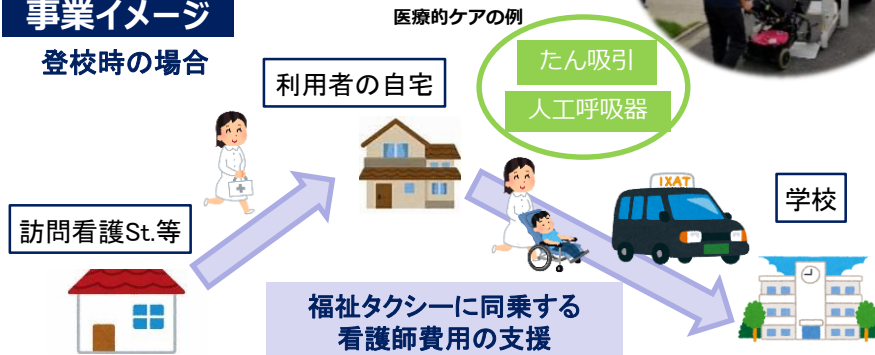 事業イメージ
登校時の場合
医療的ケアの例
たん吸引
人工呼吸器
利用者の自宅
訪問看護St.等
IXAT
学校
福祉タクシーに同乗する
看護師費用の支援